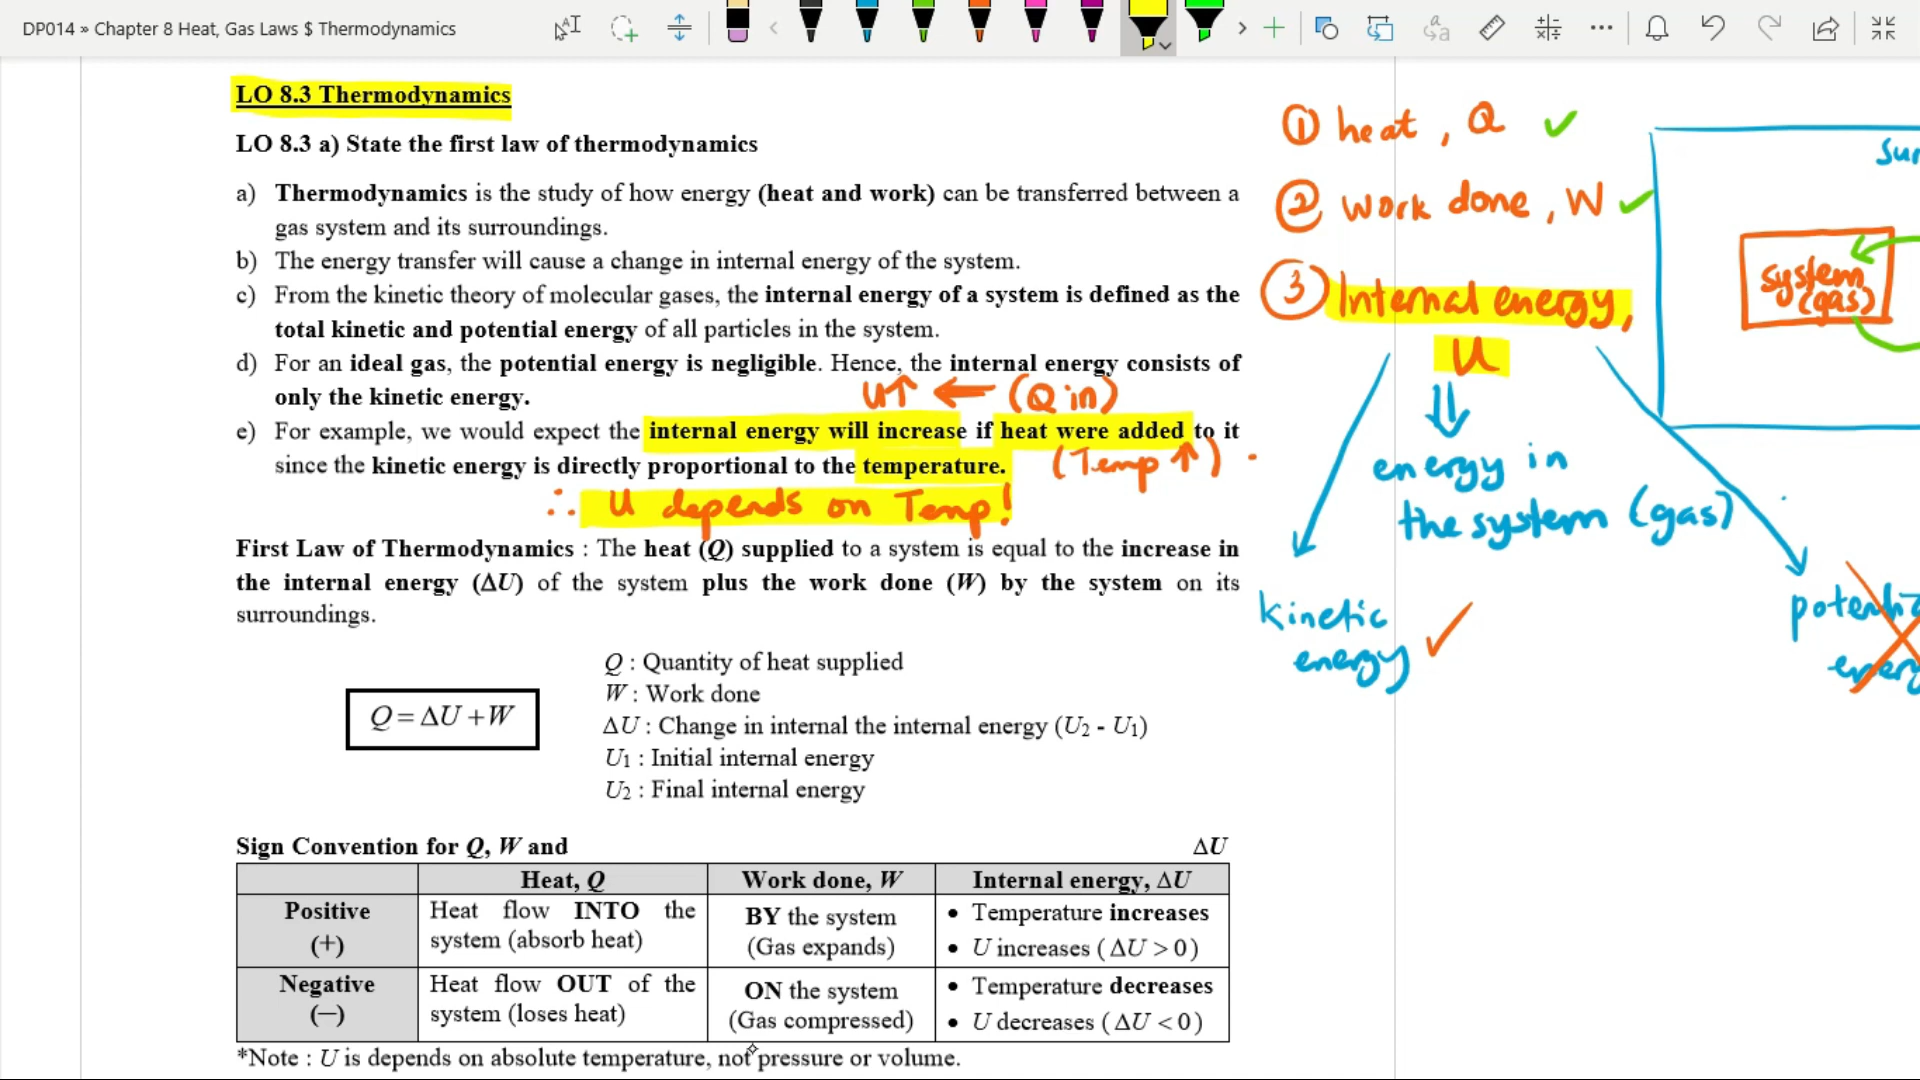 DP014 » Chapter 8 Heat, Gas Laws $ Thermodynamics
LO 8.3 Thermodynamics
LO 8.3 a) State the first law of thermodynamics
a) Thermodynamics is the study of how energy (heat and work) can be transferred between a
gas system and its surroundings.
b) The energy transfer will cause a change in internal energy of the system.
c) From the kinetic theory of molecular gases, the internal energy of a system is defined as the
total kinetic and potential energy of all particles in the system.
d) For an ideal gas, the potential energy is negligible. Hence, the internal energy consists of
only the kinetic energy.
U↑ ← (Q in)
e) For example, we would expect the internal energy will increase if heat were added to it
since the kinetic energy is directly proportional to the temperature. (Temp ↑)
∴ U depends on Temp!
First Law of Thermodynamics : The heat (Q) supplied to a system is equal to the increase in
the internal energy (ΔU) of the system plus the work done (W) by the system on its
surroundings.
Q = ΔU + W
Q : Quantity of heat supplied
W : Work done
ΔU : Change in internal the internal energy (U2 - U1)
U1 : Initial internal energy
U2 : Final internal energy
Sign Convention for Q, W and ΔU
Heat, Q Work done, W Internal energy, ΔU
Positive
(+)
Heat flow INTO the
system (absorb heat)
BY the system
(Gas expands)
• Temperature increases
• U increases ( ΔU > 0 )
Negative
(—)
Heat flow OUT of the
system (loses heat)
ON the system
(Gas compressed)
• Temperature decreases
• U decreases ( ΔU < 0 )
*Note : U is depends on absolute temperature, not pressure or volume.
① heat, Q ✓
② work done, W ✓
③ Internal energy,
U
energy in
the system (gas)
kinetic
energy ✓
system
(gas)